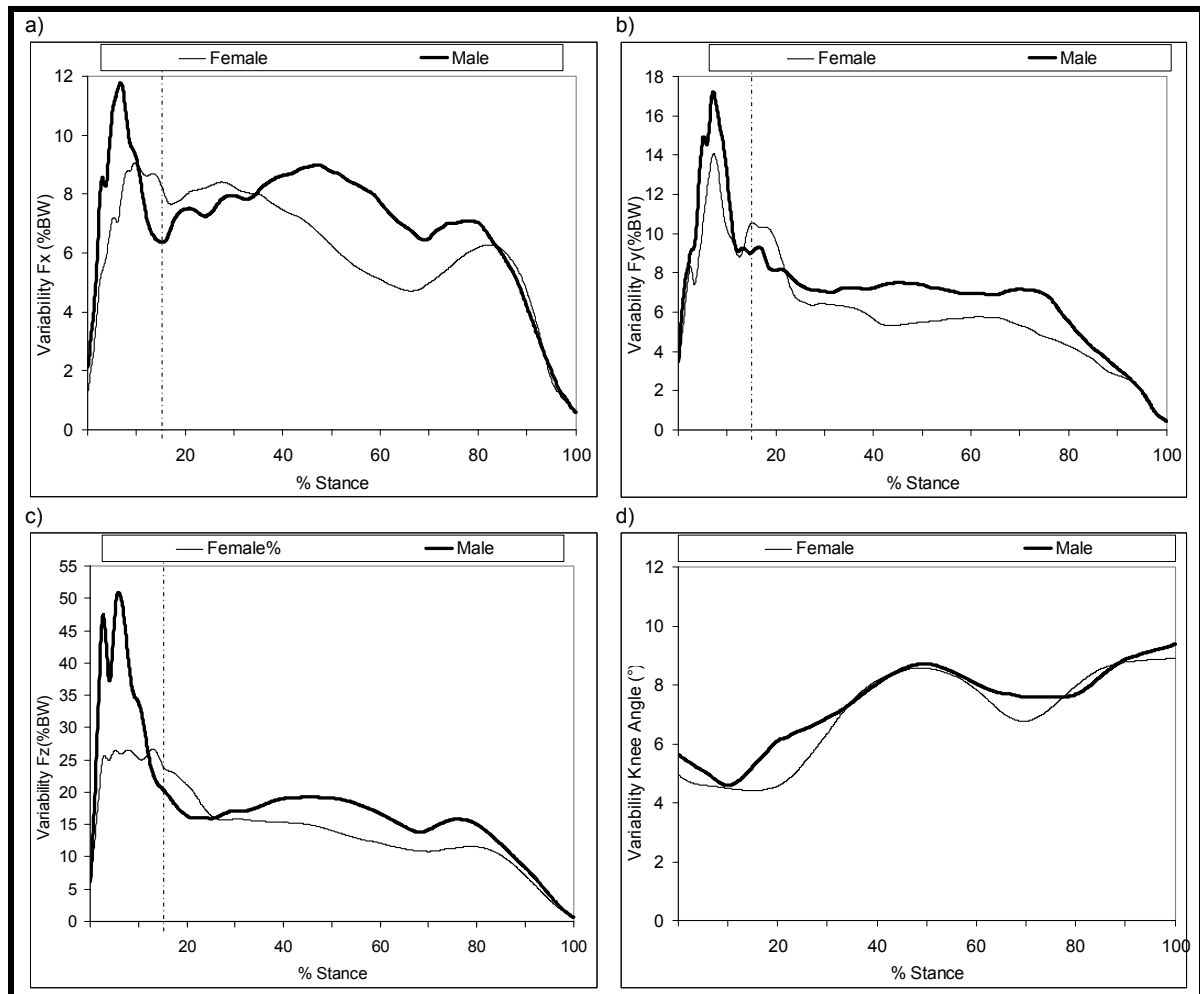 a)
Female Male
12
10
8
6
4
2
0
20 40 60 80 100
Variability Fx (%BW)
% Stance
b)
Female Male
18
16
14
12
10
8
6
4
2
0
20 40 60 80 100
Variability Fy(%BW)
% Stance
c)
Female% Male
55
50
45
40
35
30
25
20
15
10
5
0
20 40 60 80 100
Variability Fz(%BW)
% Stance
d)
Female Male
12
10
8
6
4
2
0
0 20 40 60 80 100
Variability Knee Angle (°)
% Stance